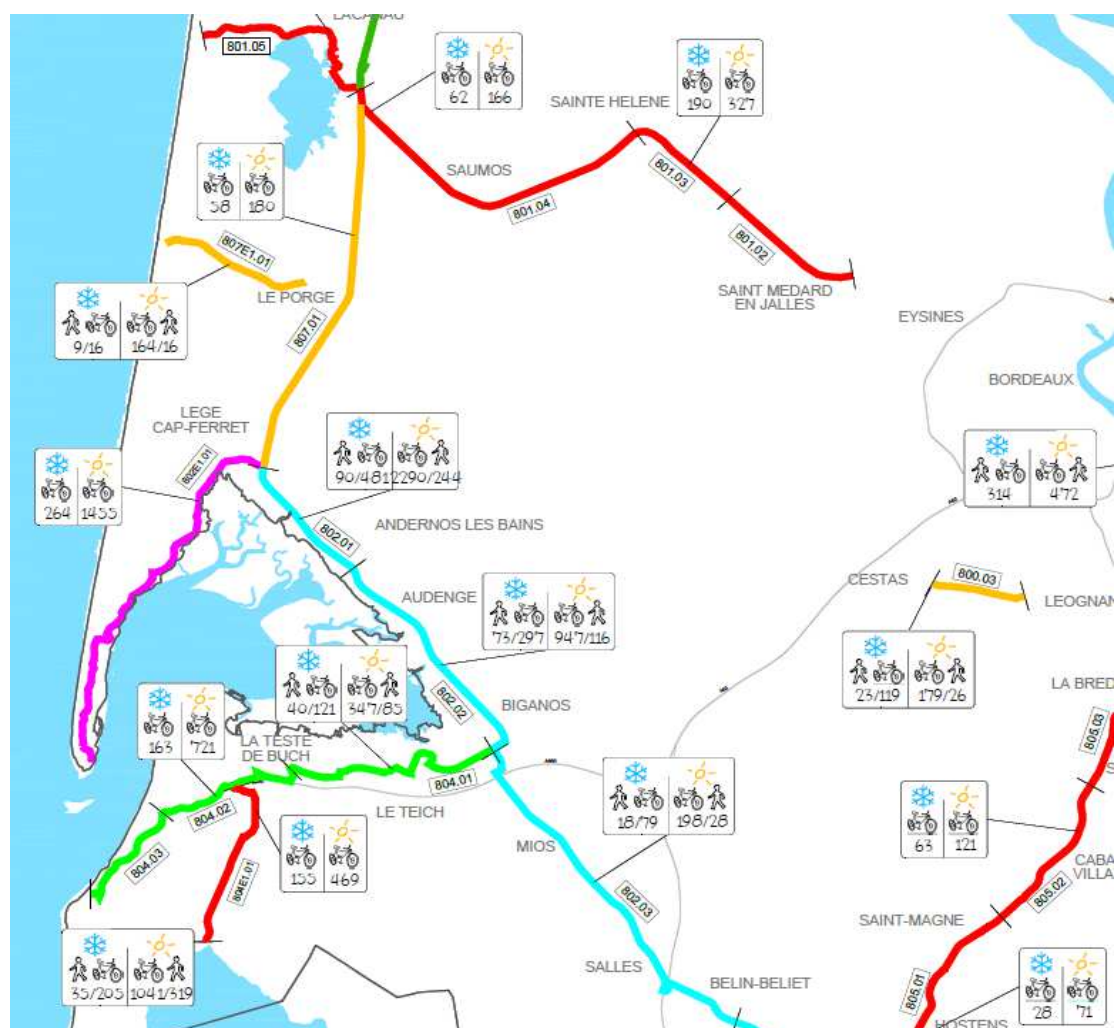 LACANAU
801.05
62 166
190 327
SAINTE HELENE
SAUMOS
801.03
58 180
801.04
807E1.01
801.02
LE PORGE
SAINT MEDARD
EN JALLES
9/16 164/16
807.01
EYSINES
BORDEAUX
LEGE
CAP-FERRET
802E1.01
90/481 2290/244
264 1455
314 472
ANDERNOS LES BAINS
802.01
CESTAS
800.03
LEOGNAN
AUDENGE
73/297 947/116
23/119 179/26
LA BRED
40/121 347/85
802.02
BIGANOS
805.03
163 721
LA TESTE
DE BUCH
804.01
LE TEICH
804.02
18/79 198/28
63 121
MIOS
804.03
155 469
804E1.01
CABA
VILLA
805.02
802.03
SAINT-MAGNE
35/205 1041/319
SALLES
BELIN-BELIET
805.01
28 71
HOSTENS